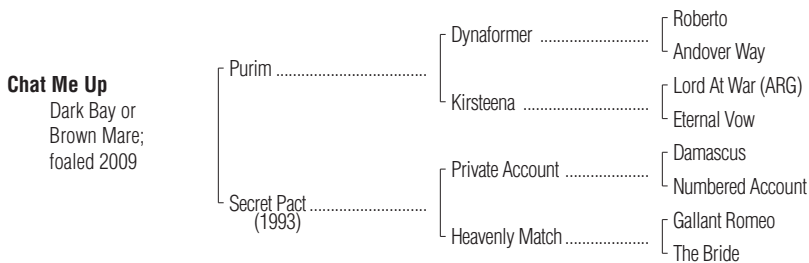 Chat Me Up
Dark Bay or
Brown Mare;
foaled 2009
Purim
Secret Pact
(1993)
Dynaformer
Kirsteena
Private Account
Heavenly Match
Roberto
Andover Way
Lord At War (ARG)
Eternal Vow
Damascus
Numbered Account
Gallant Romeo
The Bride